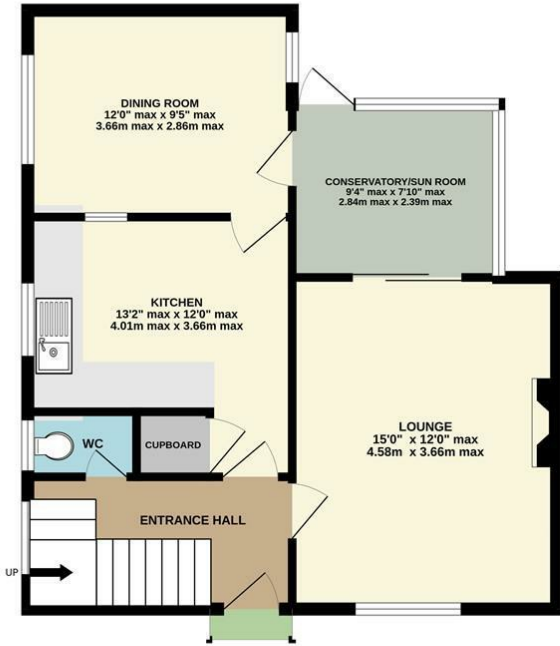 DINING ROOM
12'0" max x 9'5" max
3.66m max x 2.86m max
CONSERVATORY/SUN ROOM
9'4" max x 7'10" max
2.84m max x 2.39m max
KITCHEN
13'2" max x 12'0" max
4.01m max x 3.66m max
LOUNGE
15'0" x 12'0" max
4.58m x 3.66m max
WC
CUPBOARD
ENTRANCE HALL
UP